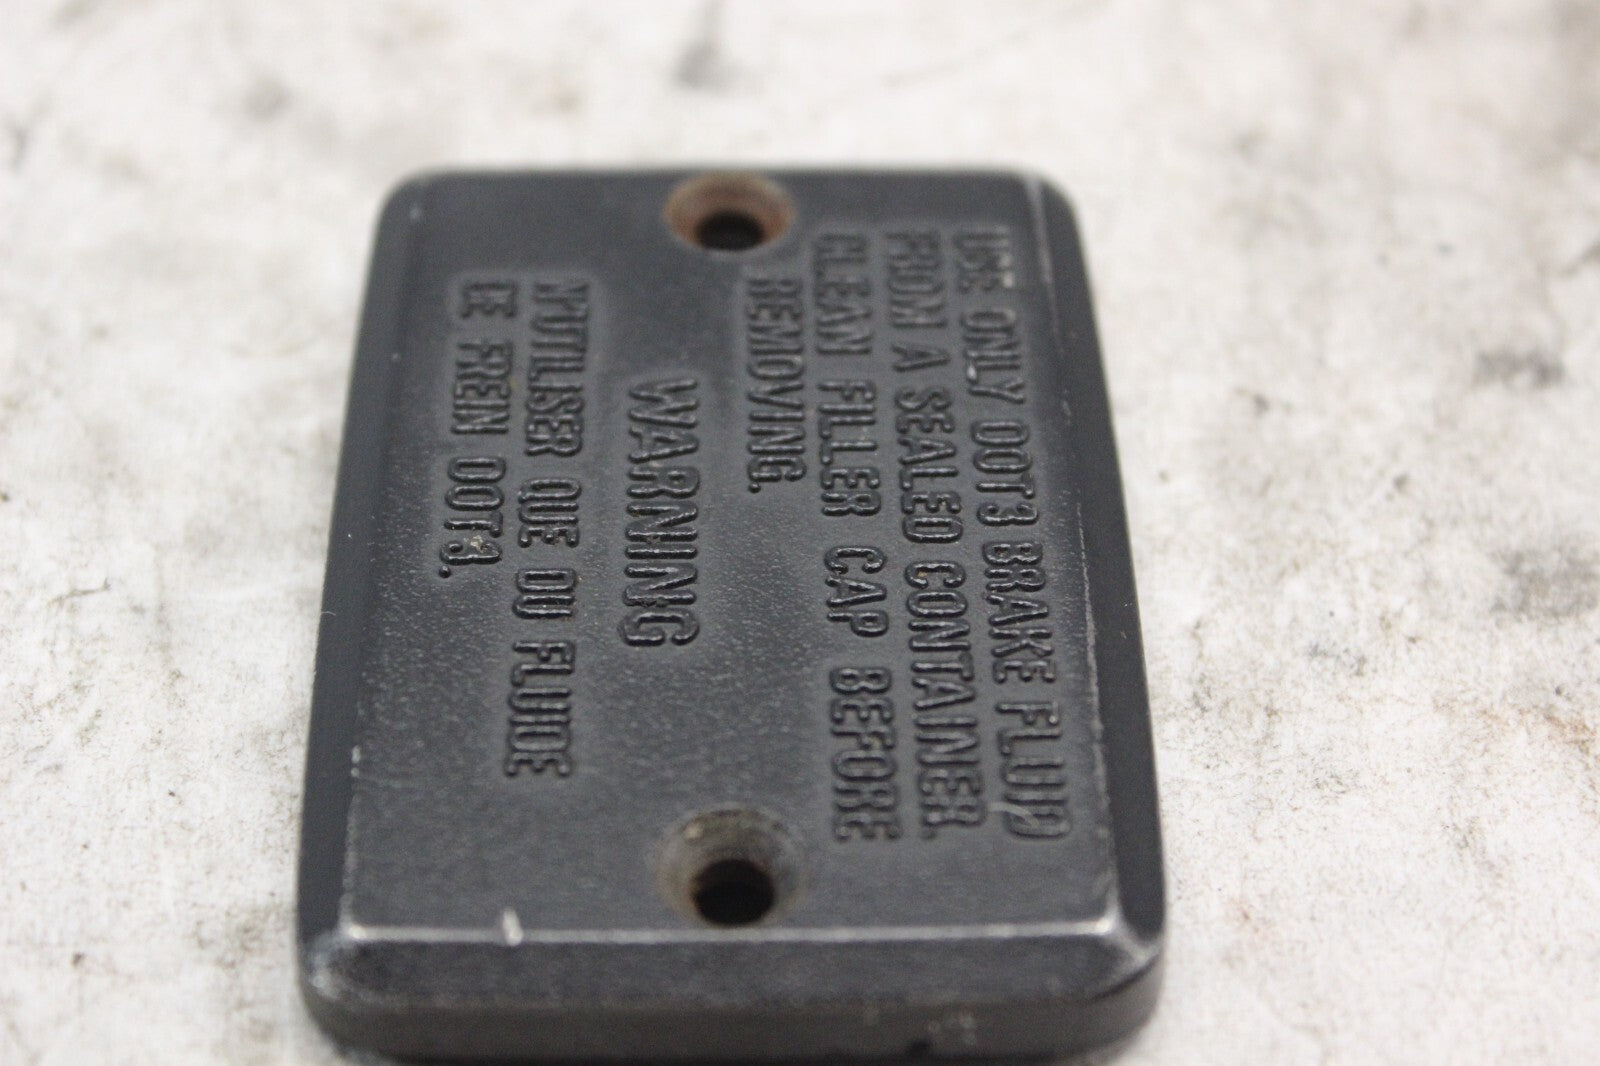 USE ONLY DOT3 BRAKE FLUID
FROM A SEALED CONTAINER.
CLEAN FILLER CAP BEFORE
REMOVING.
WARNING
N'UTILISER QUE DU FLUIDE
DE FREIN DOT3.